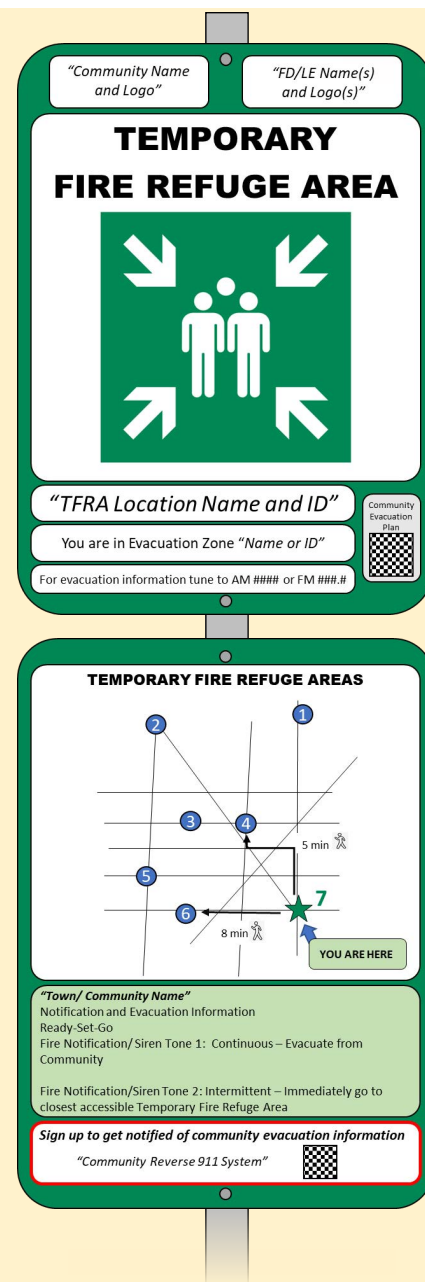 “Community Name
and Logo”
“FD/LE Name(s)
and Logo(s)”
TEMPORARY
FIRE REFUGE AREA
“TFRA Location Name and ID”
You are in Evacuation Zone “Name or ID”
For evacuation information tune to AM #### or FM ###.#
Community
Evacuation
Plan
TEMPORARY FIRE REFUGE AREAS
1
2
3
4
5 min
5
7
6
8 min
YOU ARE HERE
“Town/ Community Name”
Notification and Evacuation Information
Ready-Set-Go
Fire Notification/ Siren Tone 1:  Continuous – Evacuate from
Community
Fire Notification/Siren Tone 2: Intermittent – Immediately go to
closest accessible Temporary Fire Refuge Area
Sign up to get notified of community evacuation information
“Community Reverse 911 System”